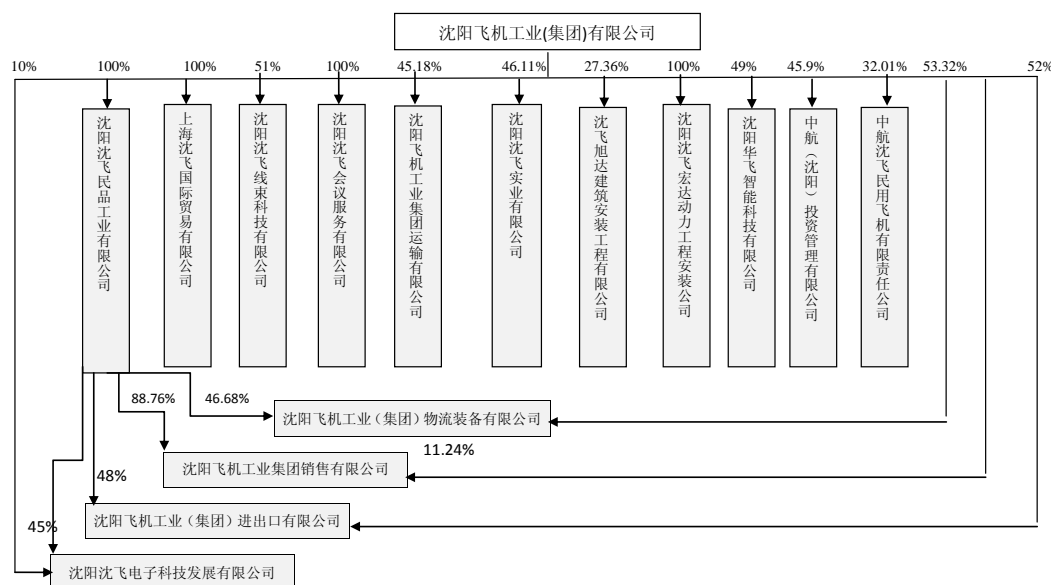 沈阳飞机工业(集团)有限公司
10% 100% 100% 51% 100% 45.18% 46.11% 27.36% 100% 49% 45.9% 32.01% 53.32% 52%
沈阳沈飞民品工业有限公司
上海沈飞国际贸易有限公司
沈阳沈飞线束科技有限公司
沈阳沈飞会议服务有限公司
沈阳飞机工业集团运输有限公司
沈阳沈飞实业有限公司
沈飞旭达建筑安装工程有限公司
沈阳沈飞宏达动力工程安装公司
沈阳华飞智能科技有限公司
中航（沈阳）投资管理有限公司
中航沈飞民用飞机有限责任公司
88.76% 46.68%
沈阳飞机工业（集团）物流装备有限公司
11.24%
沈阳飞机工业集团销售有限公司
48%
沈阳飞机工业（集团）进出口有限公司
45%
沈阳沈飞电子科技发展有限公司